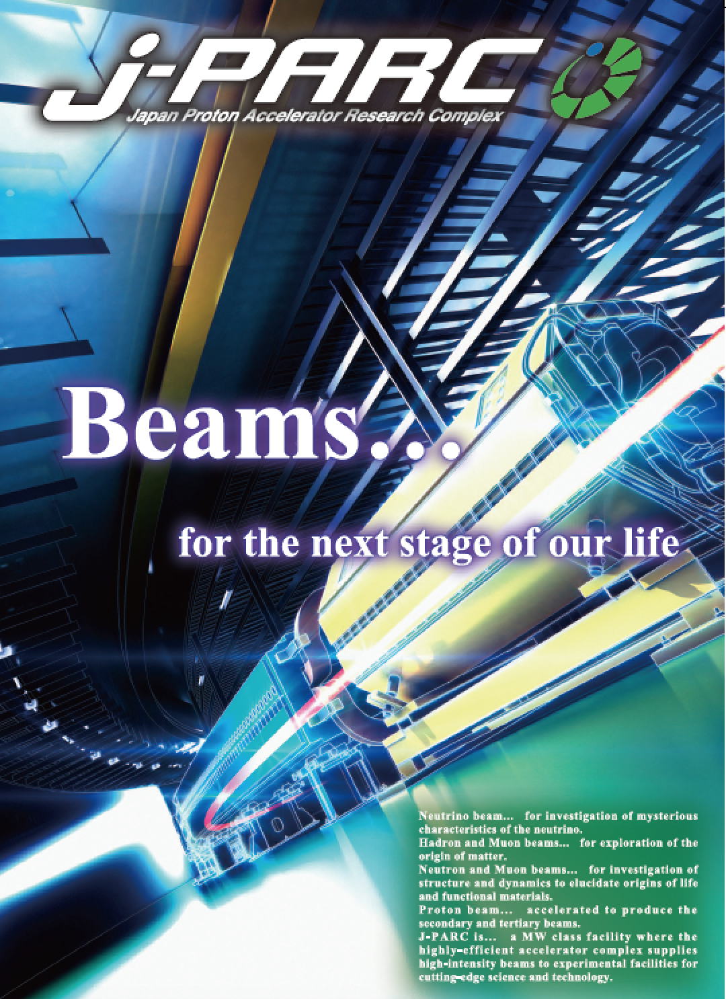 J-PARC
Japan Proton Accelerator Research Complex
Beams...
for the next stage of our life
Neutrino beam... for investigation of mysterious
characteristics of the neutrino.
Hadron and Muon beams... for exploration of the
origin of matter.
Neutron and Muon beams... for investigation of
structure and dynamics to elucidate origins of life
and functional materials.
Proton beam... accelerated to produce the
secondary and tertiary beams.
J-PARC is... a MW class facility where the
highly-efficient accelerator complex supplies
high-intensity beams to experimental facilities for
cutting-edge science and technology.